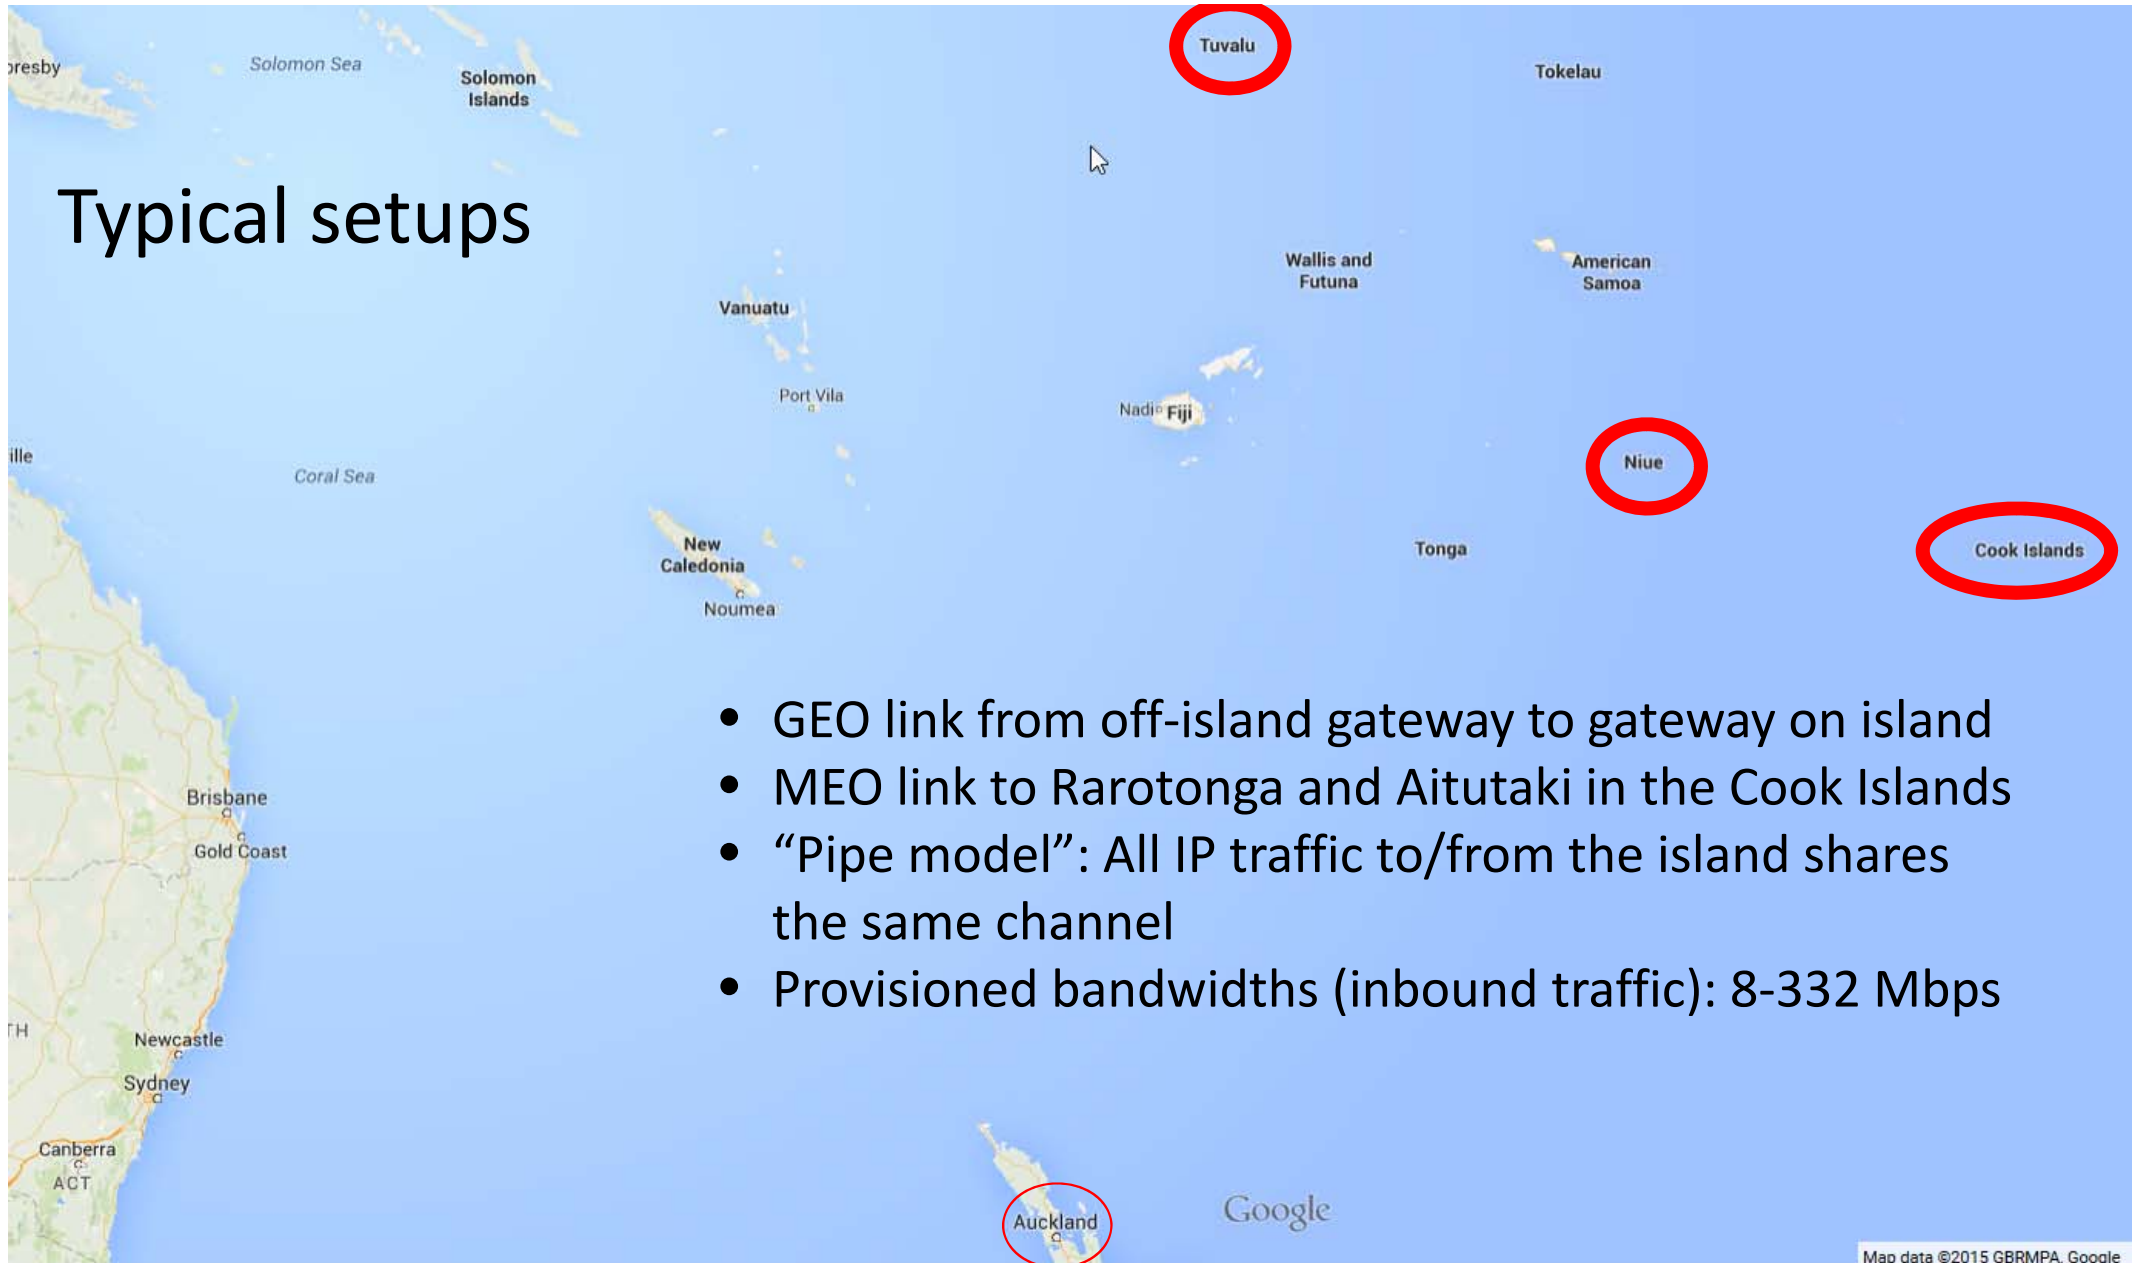 Tuvalu
oresby
Solomon Sea
Solomon
Islands
Tokelau
Typical setups
Wallis and
Futuna
American
Samoa
Vanuatu
Port Vila
Nadi
Fiji
ille
Coral Sea
Niue
New
Caledonia
Noumea
Tonga
Cook Islands
• GEO link from off-island gateway to gateway on island
• MEO link to Rarotonga and Aitutaki in the Cook Islands
• “Pipe model”: All IP traffic to/from the island shares
the same channel
• Provisioned bandwidths (inbound traffic): 8-332 Mbps
Brisbane
Gold Coast
TH
Newcastle
Sydney
Canberra
ACT
Auckland
Google
Map data ©2015 GBRMPA, Google